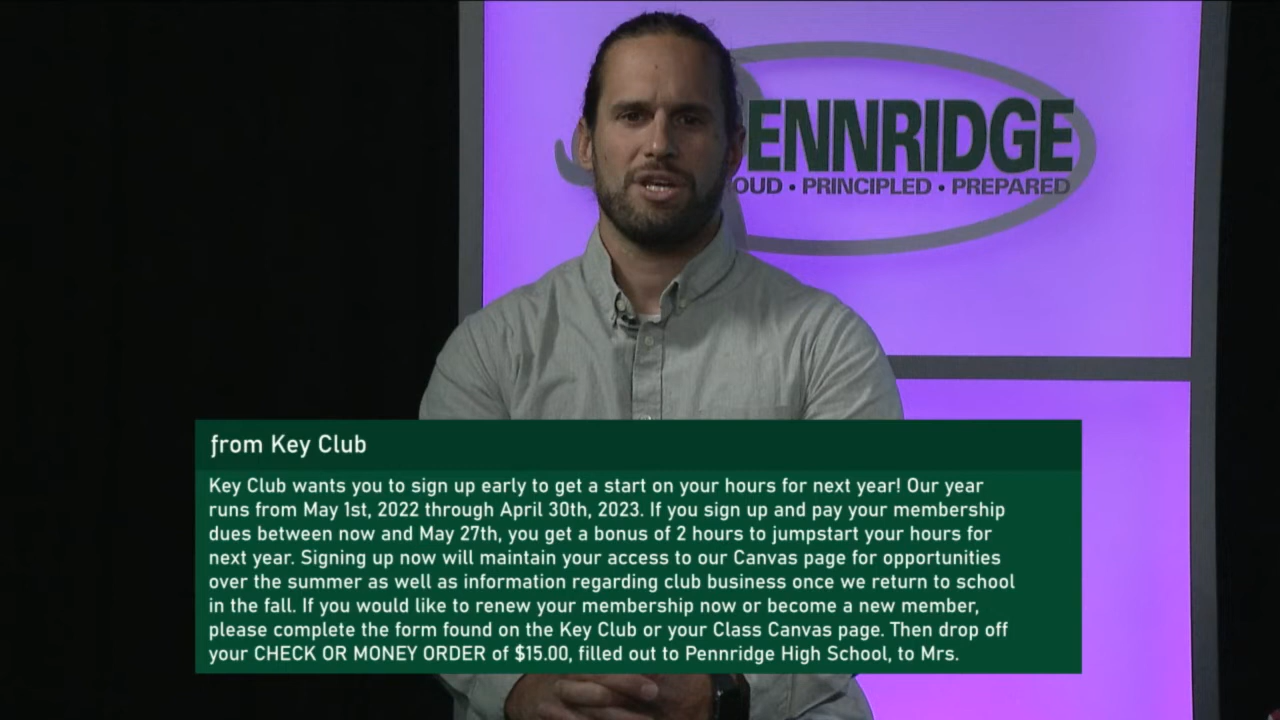 ENNRIDGE
OUD • PRINCIPLED • PREPARED
from Key Club
Key Club wants you to sign up early to get a start on your hours for next year! Our year
runs from May 1st, 2022 through April 30th, 2023. If you sign up and pay your membership
dues between now and May 27th, you get a bonus of 2 hours to jumpstart your hours for
next year. Signing up now will maintain your access to our Canvas page for opportunities
over the summer as well as information regarding club business once we return to school
in the fall. If you would like to renew your membership now or become a new member,
please complete the form found on the Key Club or your Class Canvas page. Then drop off
your CHECK OR MONEY ORDER of $15.00, filled out to Pennridge High School, to Mrs.